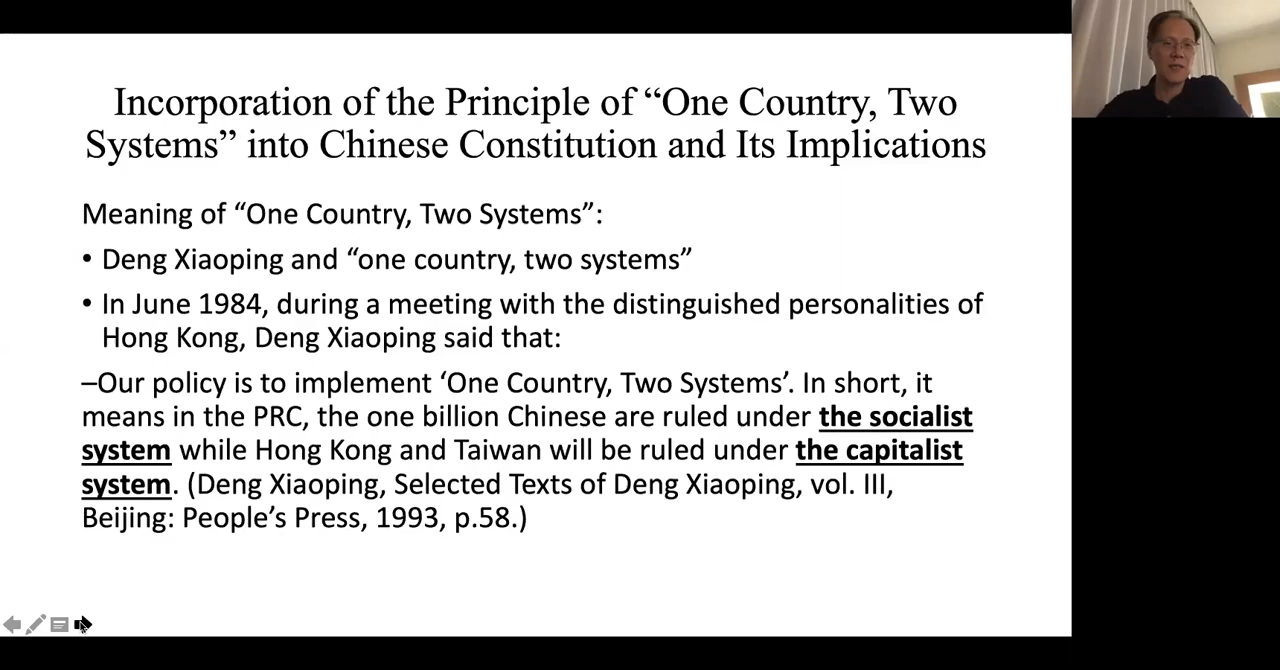 Incorporation of the Principle of “One Country, Two
Systems” into Chinese Constitution and Its Implications
Meaning of “One Country, Two Systems”:
• Deng Xiaoping and “one country, two systems”
• In June 1984, during a meeting with the distinguished personalities of
Hong Kong, Deng Xiaoping said that:
–Our policy is to implement ‘One Country, Two Systems’. In short, it
means in the PRC, the one billion Chinese are ruled under the socialist
system while Hong Kong and Taiwan will be ruled under the capitalist
system. (Deng Xiaoping, Selected Texts of Deng Xiaoping, vol. III,
Beijing: People’s Press, 1993, p.58.)